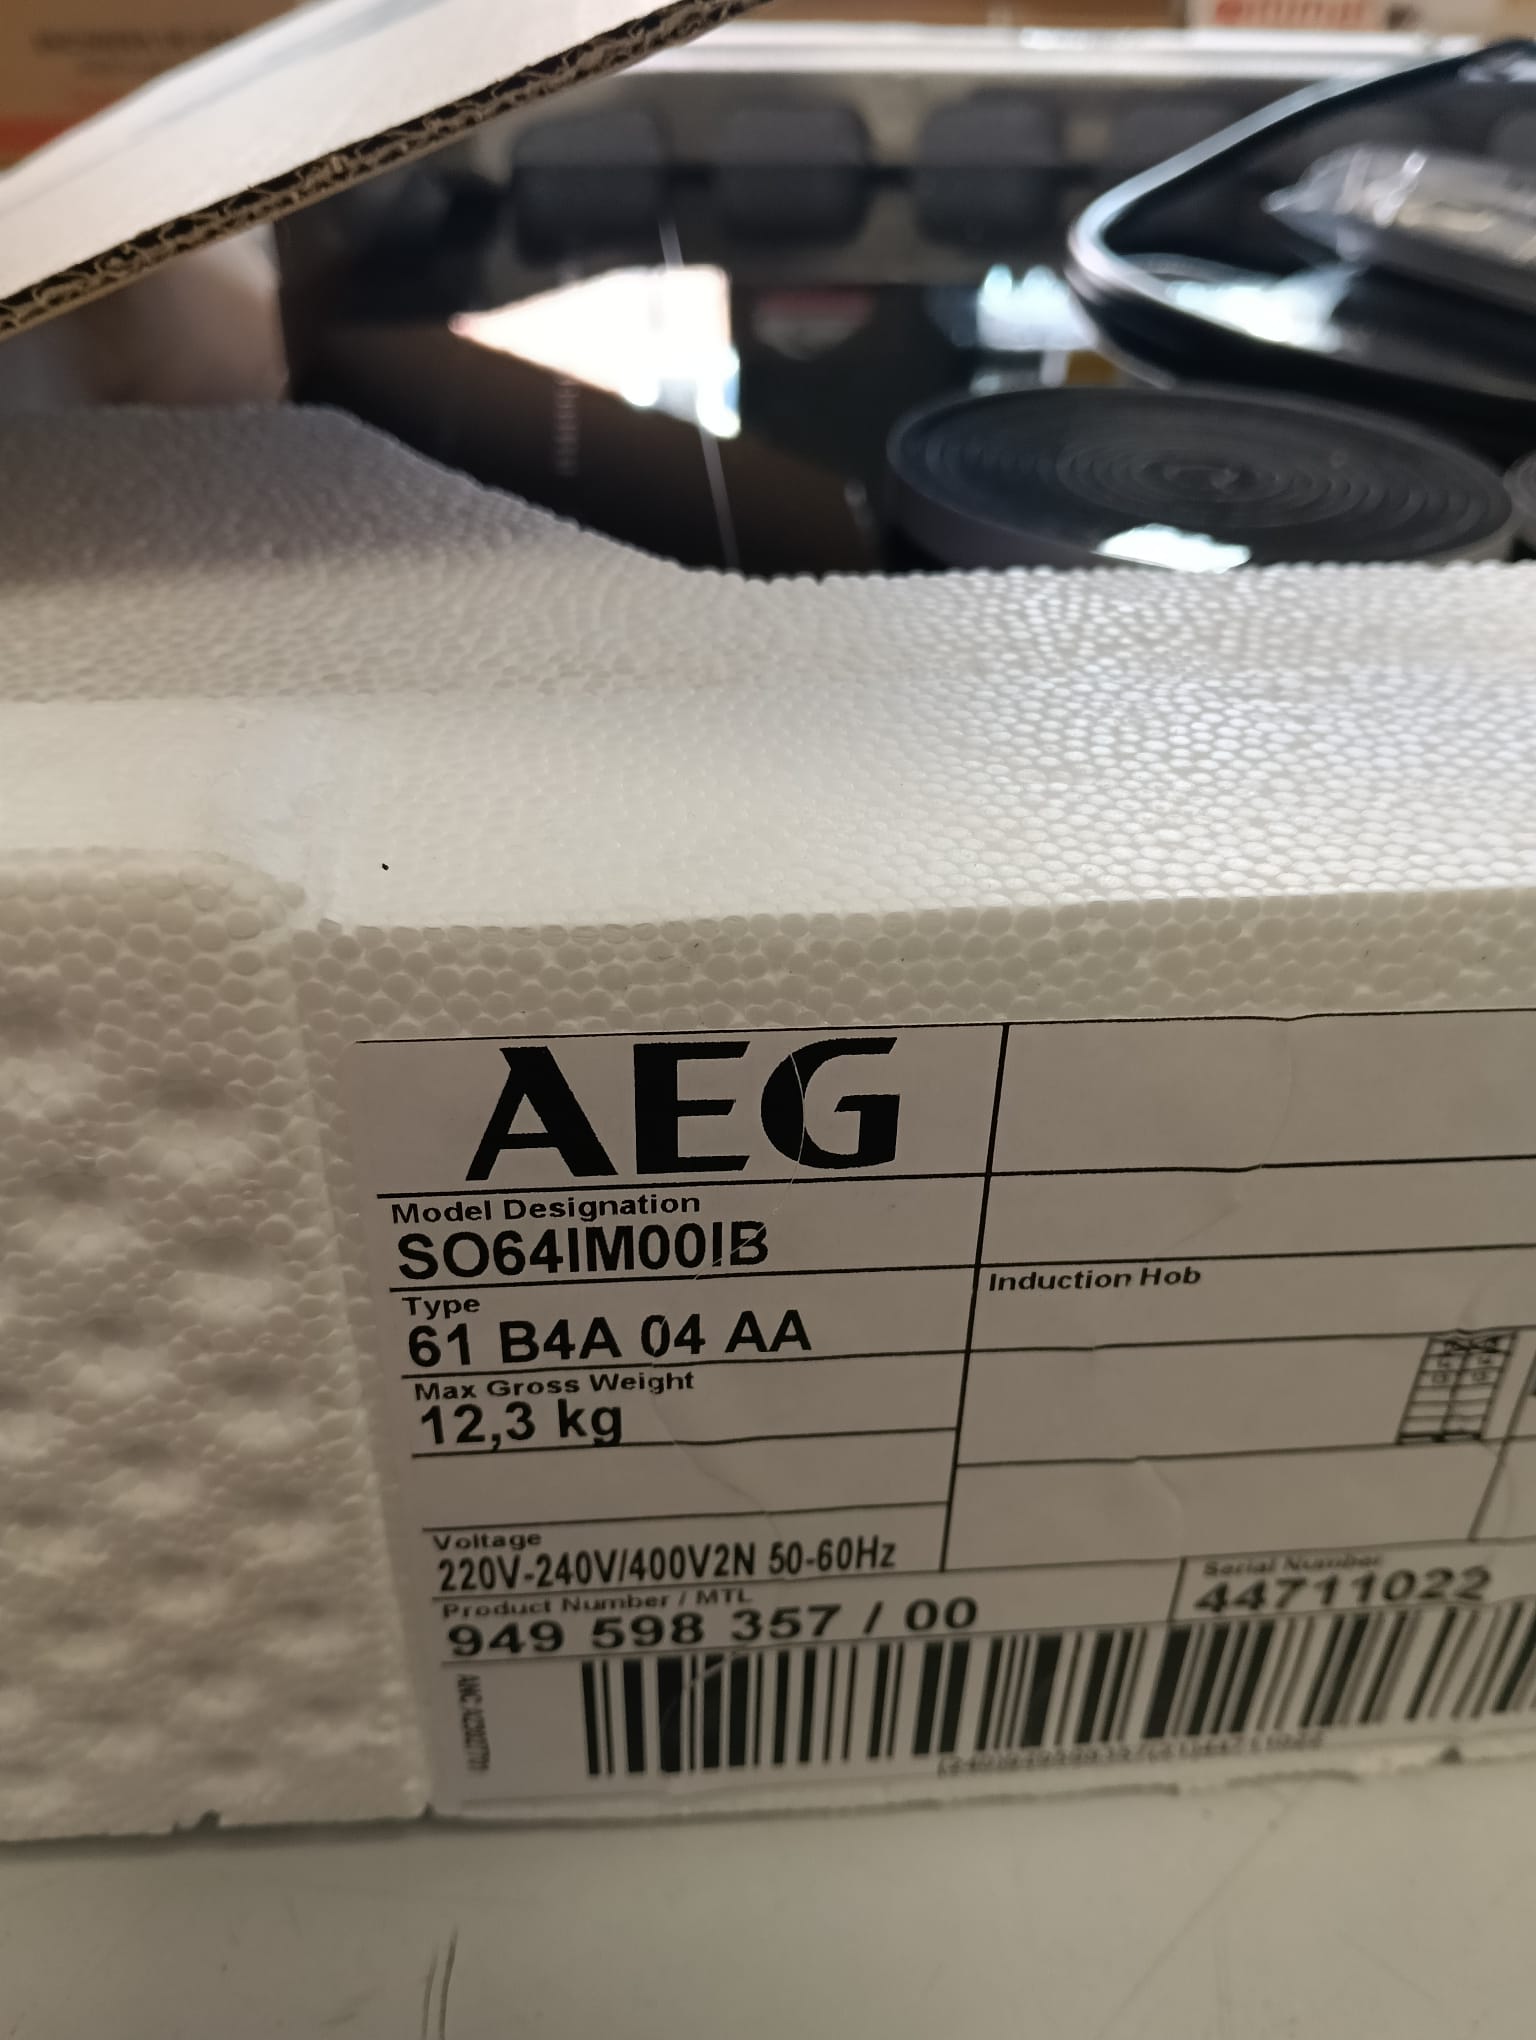 AEG
Model Designation
SO64IM00IB
Type
61 B4A 04 AA
Induction Hob
Max Gross Weight
12,3 kg
Voltage
220V-240V/400V2N 50-60Hz
Product Number / MTL
949 598 357 / 00
Serial Number
44711022